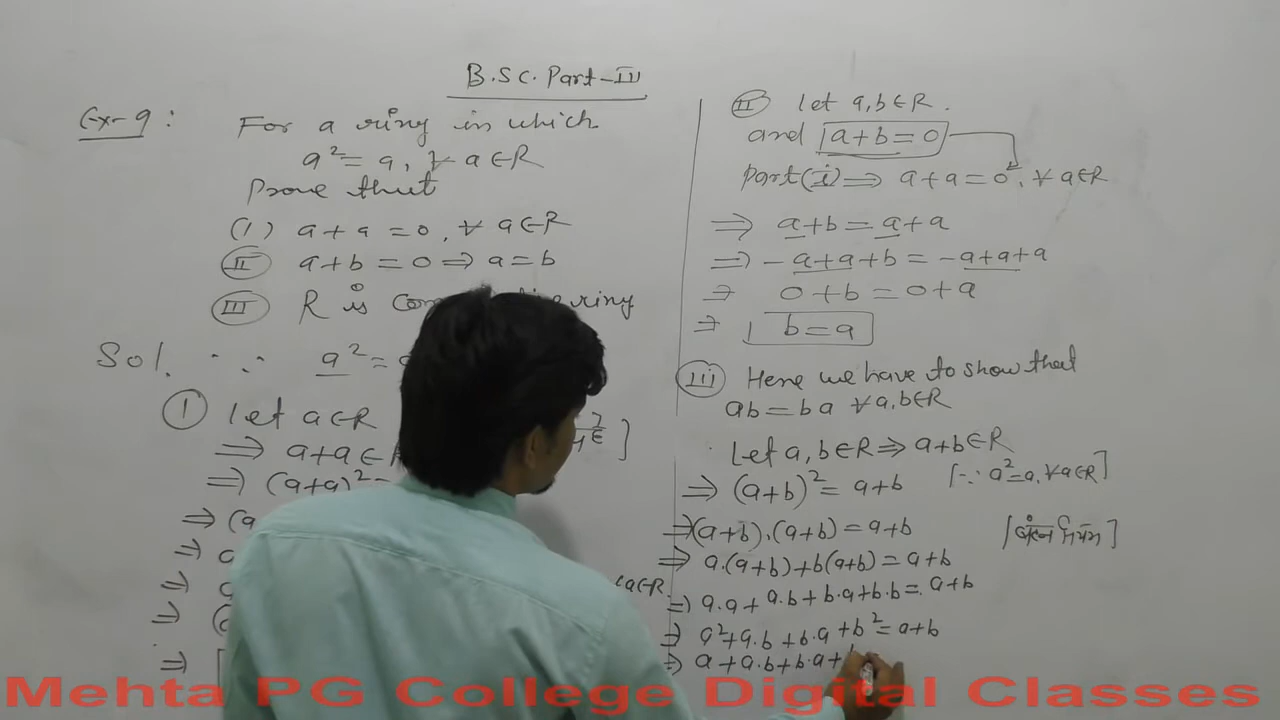 B.SC. Part-III
Ex-9:
For a ring in which
a² = a, ∀ a∈R
Prove that
(1) a+a = 0, ∀ a∈R
(II) a+b = 0 ⇒ a = b
(III) R is ring
Sol. ∵ a² =
(I) Let a∈R
⇒ a+a∈
⇒ (a+a)² =
⇒ (a
⇒
⇒
⇒
⇒
(II) let a,b∈R.
and a+b = 0
Part(i) ⇒ a+a = 0, ∀ a∈R
⇒ a+b = a+a
⇒ -a+a+b = -a+a+a
⇒ 0+b = 0+a
⇒ b = a
(III) Here we have to show that
ab = ba ∀ a,b∈R
Let a,b∈R ⇒ a+b∈R
⇒ (a+b)² = a+b [∵ a²=a, ∀ a∈R]
⇒ (a+b).(a+b) = a+b
⇒ a.(a+b)+b(a+b) = a+b
⇒ a.a+a.b+b.a+b.b = a+b
⇒ a²+a.b+b.a+b² = a+b
⇒ a+a.b+b.a+
Mehta PG College Digital Classes